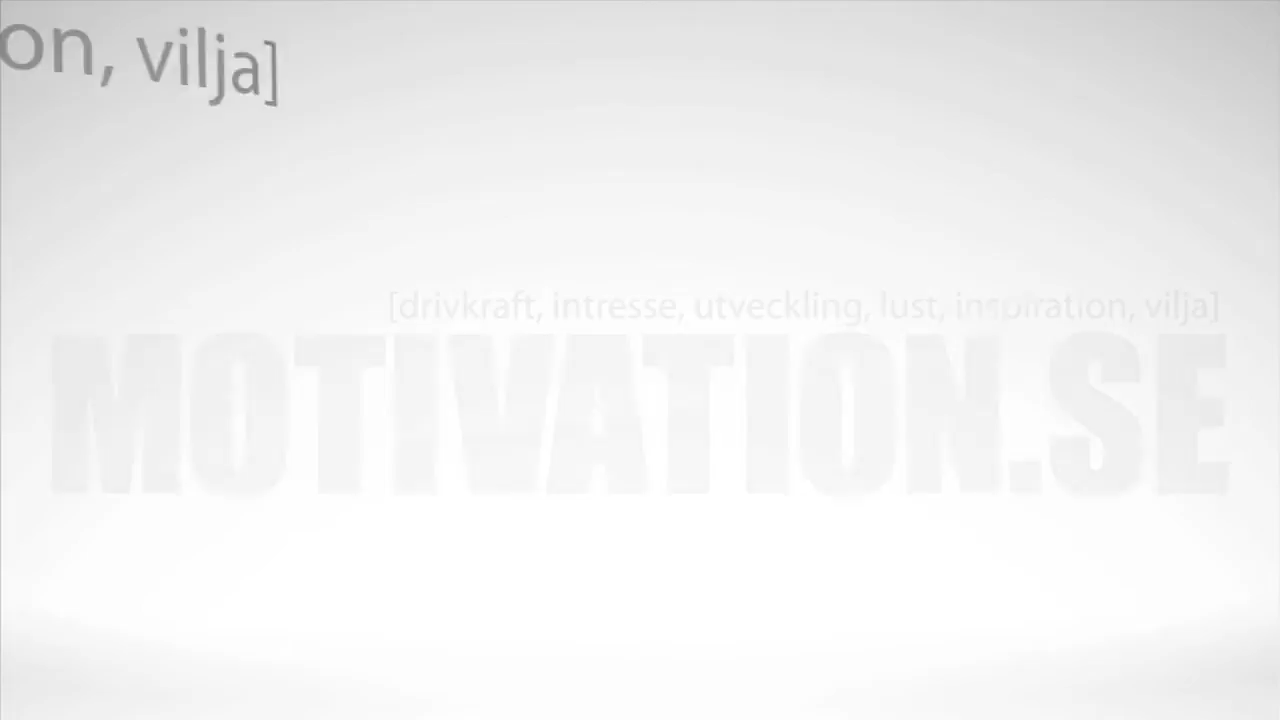 on, vilja]
[drivkraft, intresse, utveckling, lust, inspiration, vilja]
MOTIVATION.SE